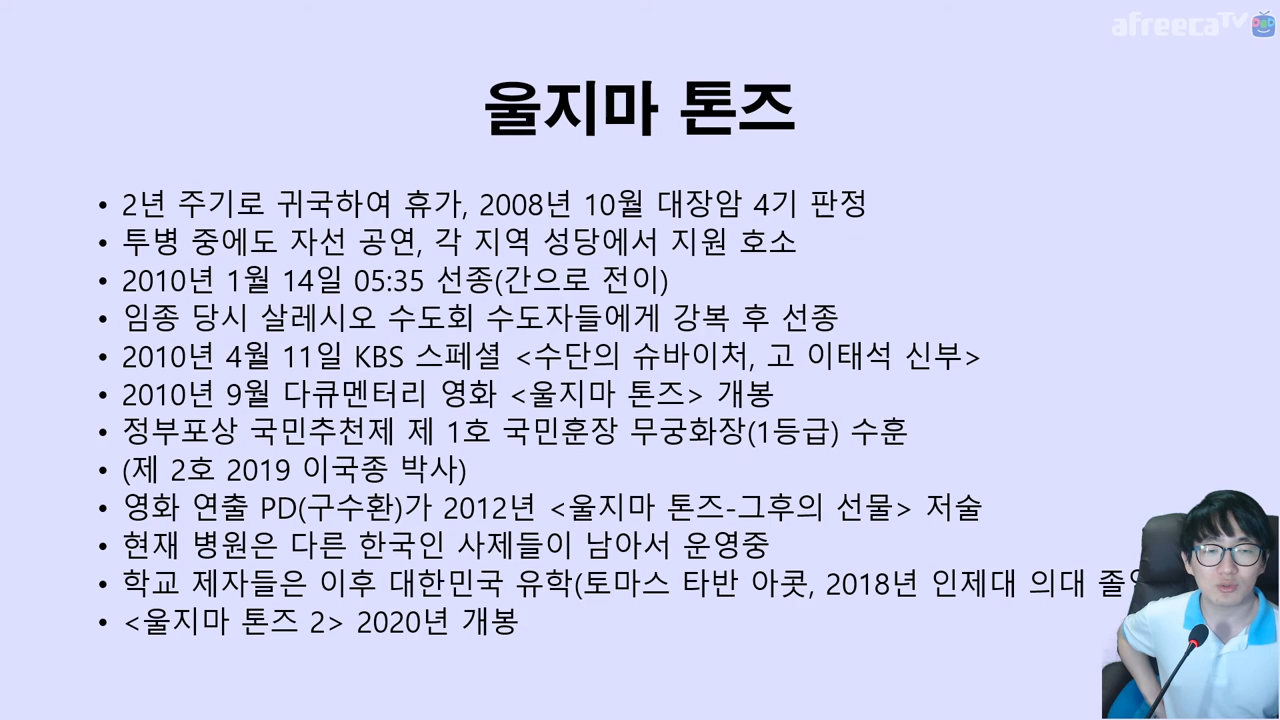 afreecaTV
울지마 톤즈
• 2년 주기로 귀국하여 휴가, 2008년 10월 대장암 4기 판정
• 투병 중에도 자선 공연, 각 지역 성당에서 지원 호소
• 2010년 1월 14일 05:35 선종(간으로 전이)
• 임종 당시 살레시오 수도회 수도자들에게 강복 후 선종
• 2010년 4월 11일 KBS 스페셜 <수단의 슈바이처, 고 이태석 신부>
• 2010년 9월 다큐멘터리 영화 <울지마 톤즈> 개봉
• 정부포상 국민추천제 제 1호 국민훈장 무궁화장(1등급) 수훈
• (제 2호 2019 이국종 박사)
• 영화 연출 PD(구수환)가 2012년 <울지마 톤즈-그후의 선물> 저술
• 현재 병원은 다른 한국인 사제들이 남아서 운영중
• 학교 제자들은 이후 대한민국 유학(토마스 타반 아콧, 2018년 인제대 의대
• <울지마 톤즈 2> 2020년 개봉